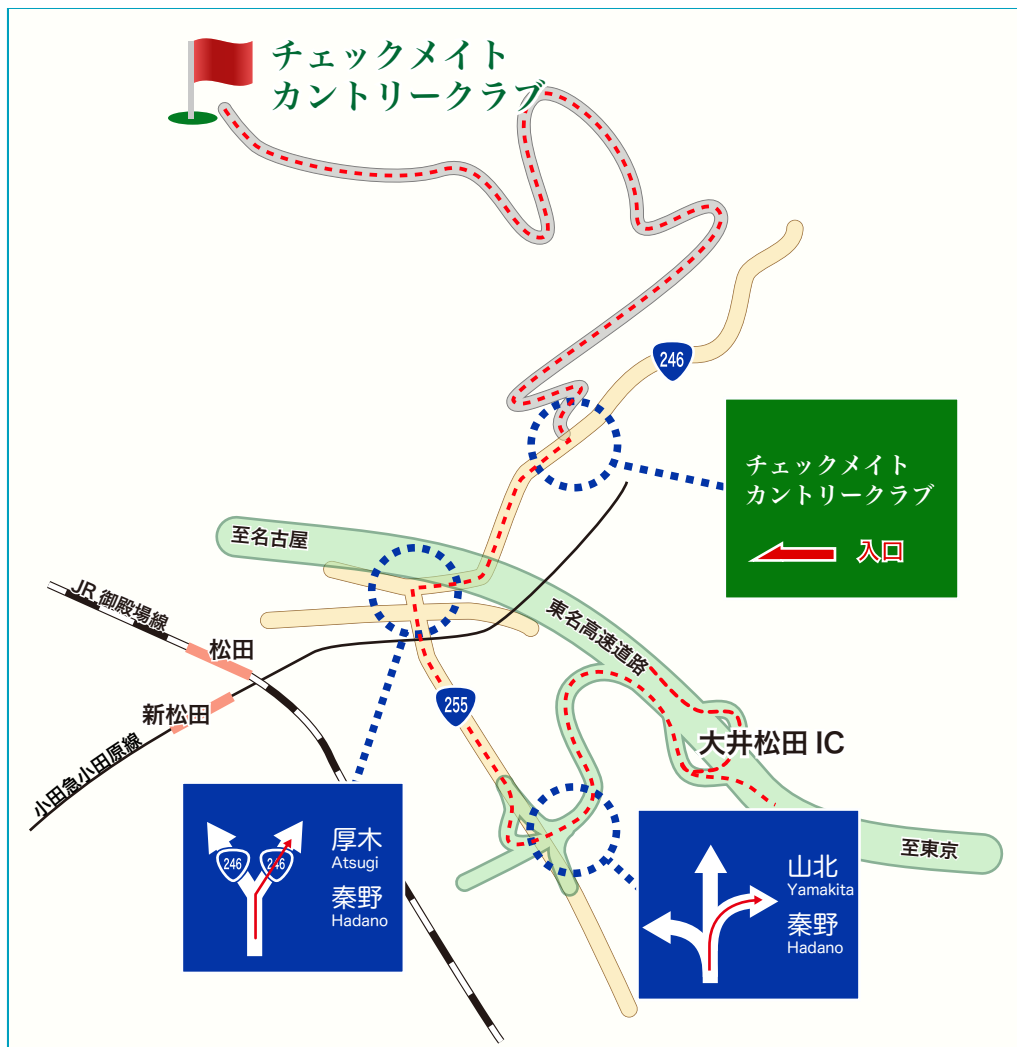 チェックメイト
カントリークラブ
246
チェックメイト
カントリークラブ
入口
至名古屋
東名高速道路
JR 御殿場線
松田
新松田
小田急小田原線
255
大井松田 IC
至東京
246
246
厚木
Atsugi
秦野
Hadano
山北
Yamakita
秦野
Hadano